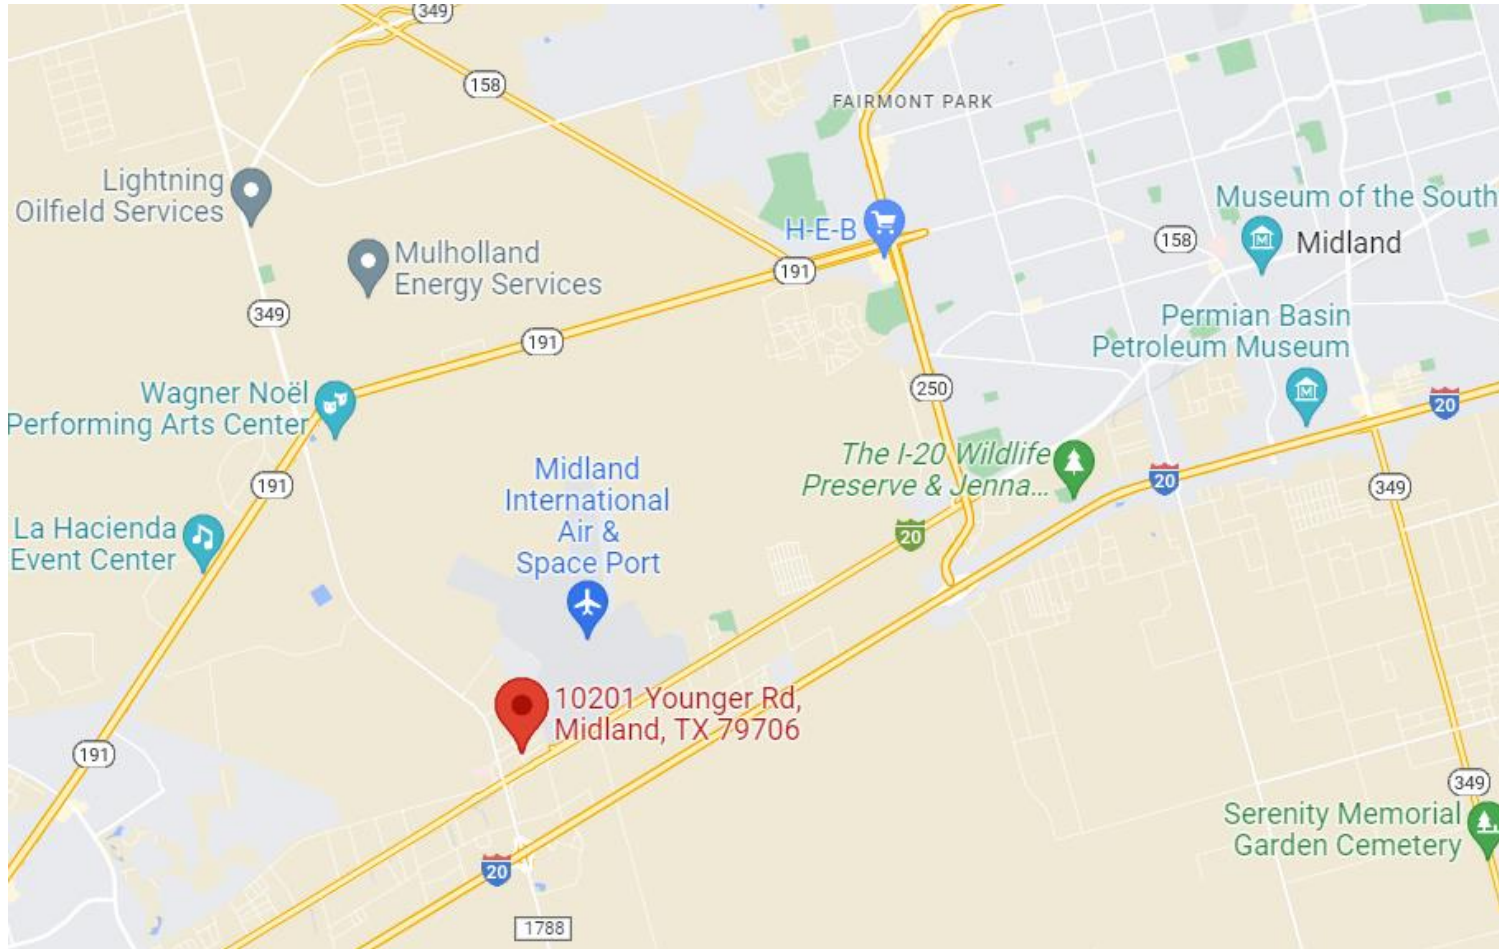 349
158
FAIRMONT PARK
Lightning
Oilfield Services
Museum of the South
H-E-B
158
Midland
Mulholland
Energy Services
191
349
191
Permian Basin
Petroleum Museum
Wagner Noël
Performing Arts Center
250
20
The I-20 Wildlife
Preserve & Jenna...
Midland
International
Air &
Space Port
191
20
349
La Hacienda
Event Center
20
10201 Younger Rd,
Midland, TX 79706
191
349
Serenity Memorial
Garden Cemetery
20
1788